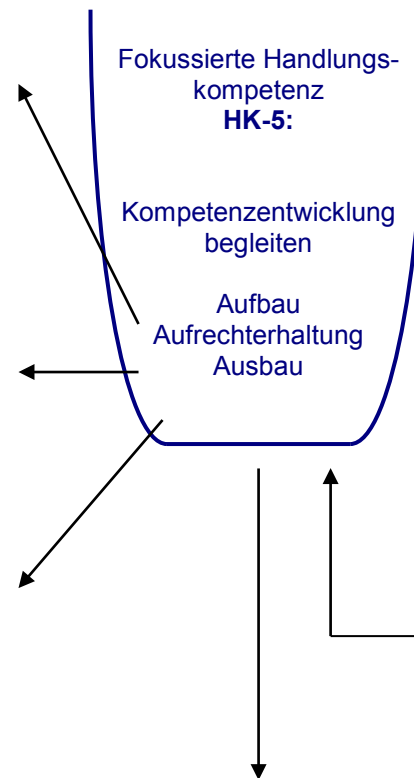 Fokussierte Handlungs-
kompetenz
HK-5:
Kompetenzentwicklung
begleiten
Aufbau
Aufrechterhaltung
Ausbau